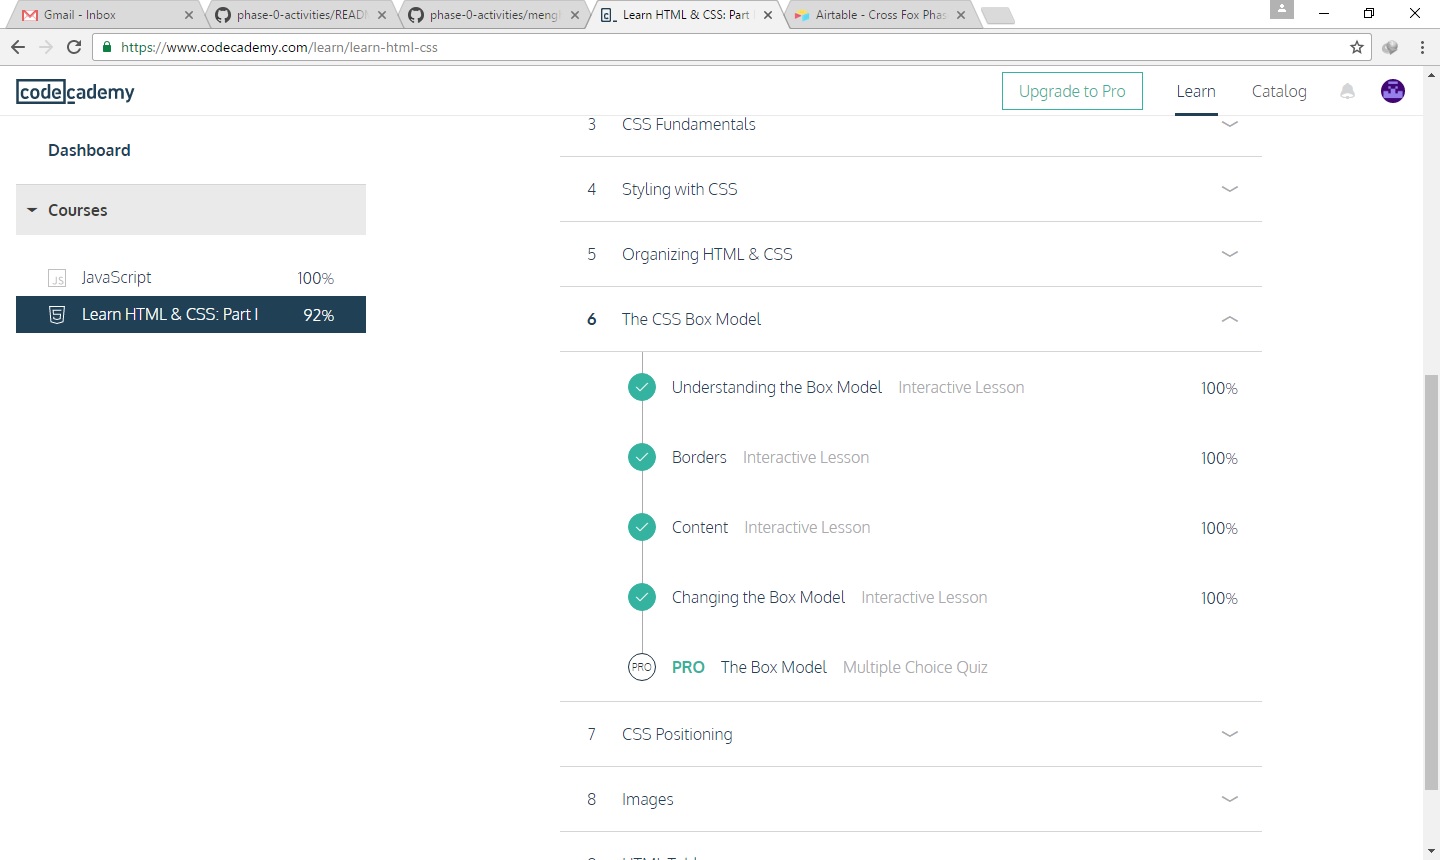 Gmail - Inbox
phase-0-activities/READM
phase-0-activities/meng
Learn HTML & CSS: Part
Airtable - Cross Fox Phas
https://www.codecademy.com/learn/learn-html-css
codecademy
Upgrade to Pro
Learn
Catalog
Dashboard
Courses
JS JavaScript 100%
Learn HTML & CSS: Part I 92%
3 CSS Fundamentals
4 Styling with CSS
5 Organizing HTML & CSS
6 The CSS Box Model
Understanding the Box Model Interactive Lesson 100%
Borders Interactive Lesson 100%
Content Interactive Lesson 100%
Changing the Box Model Interactive Lesson 100%
PRO PRO The Box Model Multiple Choice Quiz
7 CSS Positioning
8 Images